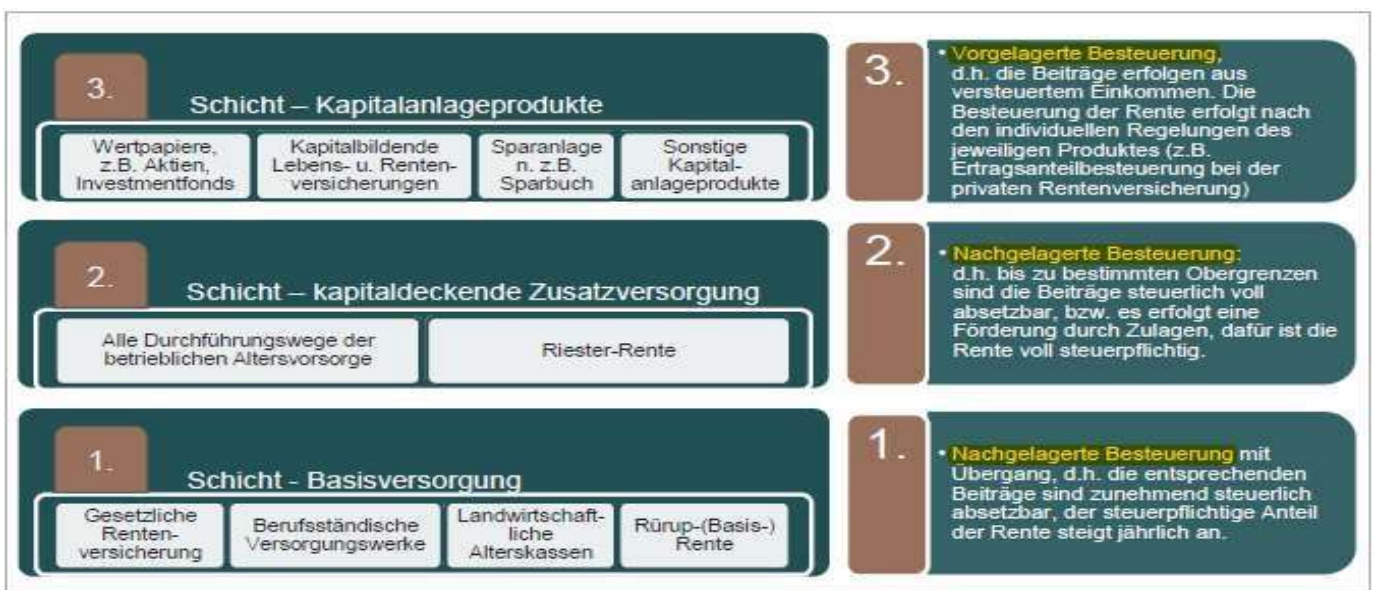 3.
Schicht – Kapitalanlageprodukte
Wertpapiere,
z.B. Aktien,
Investmentfonds
Kapitalbildende
Lebens- u. Renten-
versicherungen
Sparanlage
n. z.B.
Sparbuch
Sonstige
Kapital-
anlageprodukte
3.
• Vorgelagerte Besteuerung,
d.h. die Beiträge erfolgen aus
versteuertem Einkommen. Die
Besteuerung der Rente erfolgt nach
den individuellen Regelungen des
jeweiligen Produktes (z.B.
Ertragsanteilbesteuerung bei der
privaten Rentenversicherung)
2.
Schicht – kapitaldeckende Zusatzversorgung
Alle Durchführungswege der
betrieblichen Altersvorsorge
Riester-Rente
2.
• Nachgelagerte Besteuerung:
d.h. bis zu bestimmten Obergrenzen
sind die Beiträge steuerlich voll
absetzbar, bzw. es erfolgt eine
Förderung durch Zulagen, dafür ist die
Rente voll steuerpflichtig.
1.
Schicht - Basisversorgung
Gesetzliche
Renten-
versicherung
Berufsständische
Versorgungswerke
Landwirtschaft-
liche
Alterskassen
Rürup-(Basis-)
Rente
1.
• Nachgelagerte Besteuerung mit
Übergang, d.h. die entsprechenden
Beiträge sind zunehmend steuerlich
absetzbar, der steuerpflichtige Anteil
der Rente steigt jährlich an.